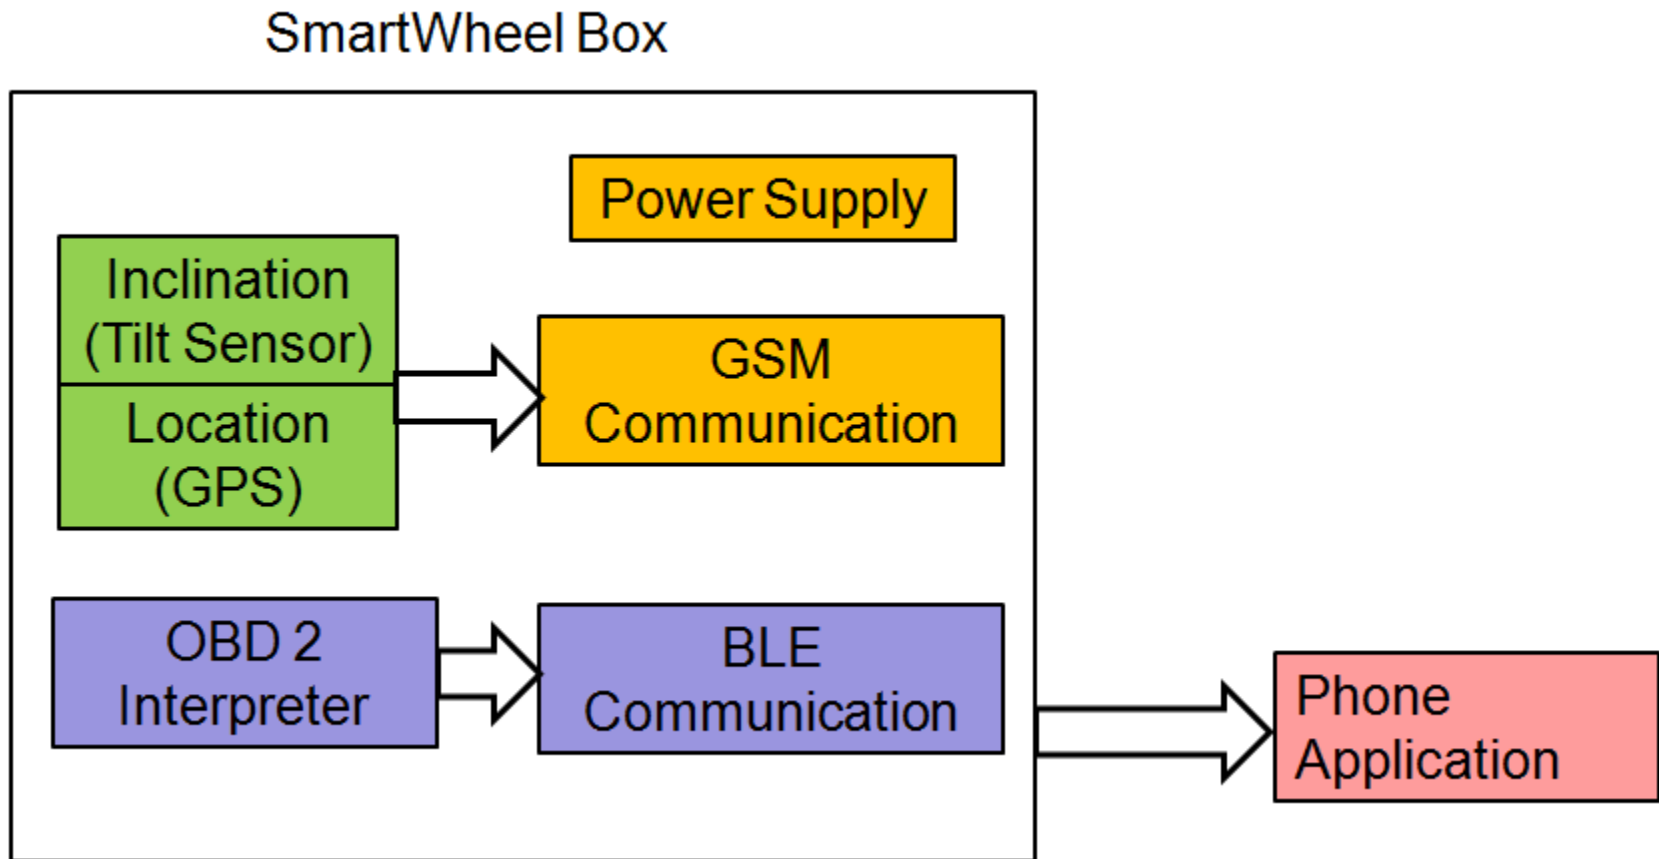 SmartWheel Box
Power Supply
Inclination
(Tilt Sensor)
Location
(GPS)
GSM
Communication
OBD 2
Interpreter
BLE
Communication
Phone
Application